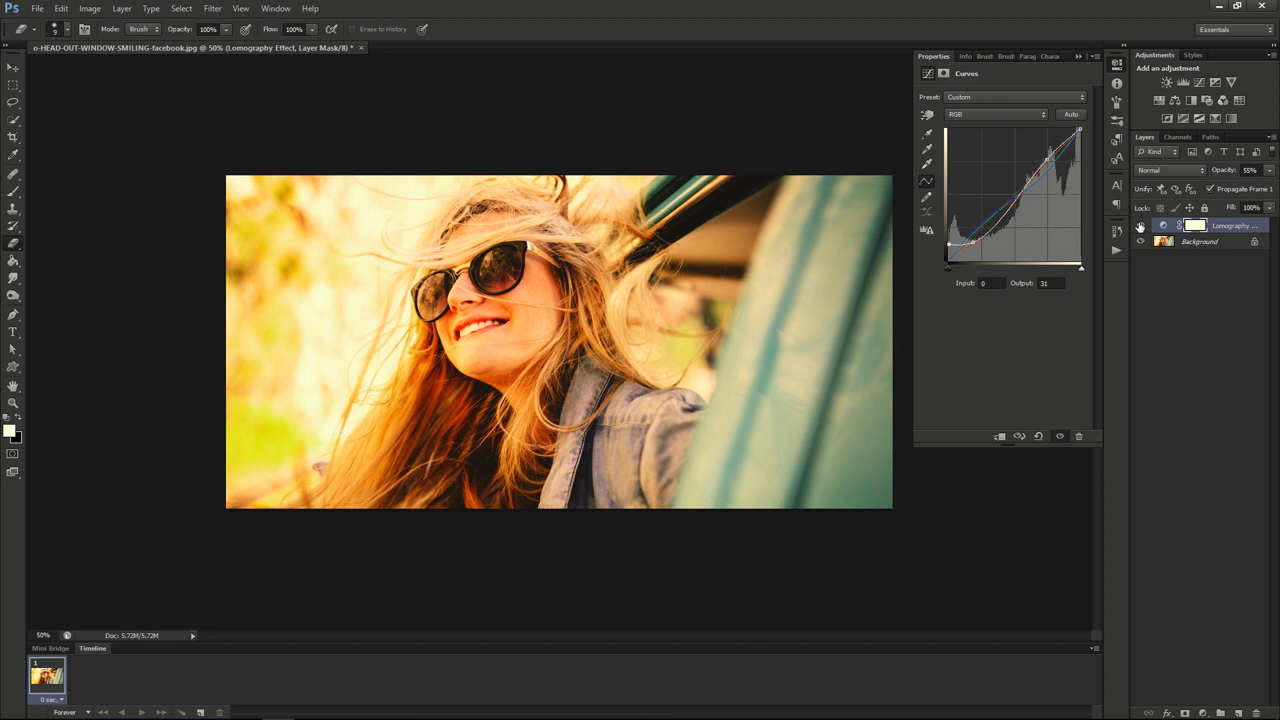 Ps File Edit Image Layer Type Select Filter View Window Help
9 Mode: Brush Opacity: 100% Flow: 100% Erase to History Essentials
o-HEAD-OUT-WINDOW-SMILING-facebook.jpg @ 50% (Lomography Effect, Layer Mask/8) * ×
Properties Info Brush Brush Parag Chara
Curves
Preset: Custom
RGB Auto
Input: 0 Output: 31
Adjustments Styles
Add an adjustment
Layers Channels Paths
Kind
Normal Opacity: 55%
Unify: Propagate Frame 1
Lock: Fill: 100%
Lomography ...
Background
50% Doc: 5.72M/5.72M
Mini Bridge Timeline
1
0 sec.
Forever